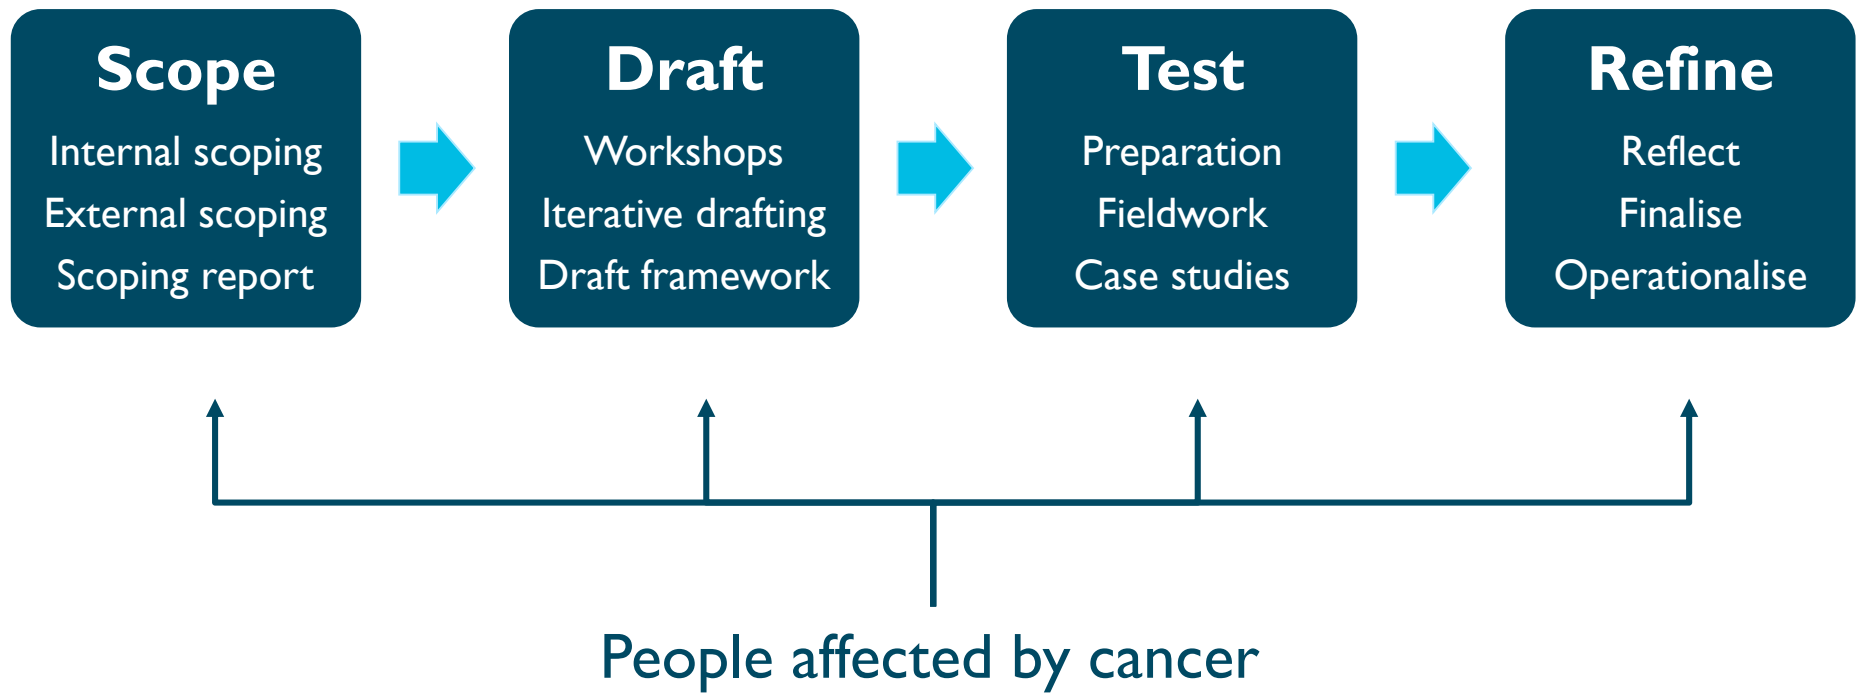 Scope
Internal scoping
External scoping
Scoping report
Draft
Workshops
Iterative drafting
Draft framework
Test
Preparation
Fieldwork
Case studies
Refine
Reflect
Finalise
Operationalise
People affected by cancer